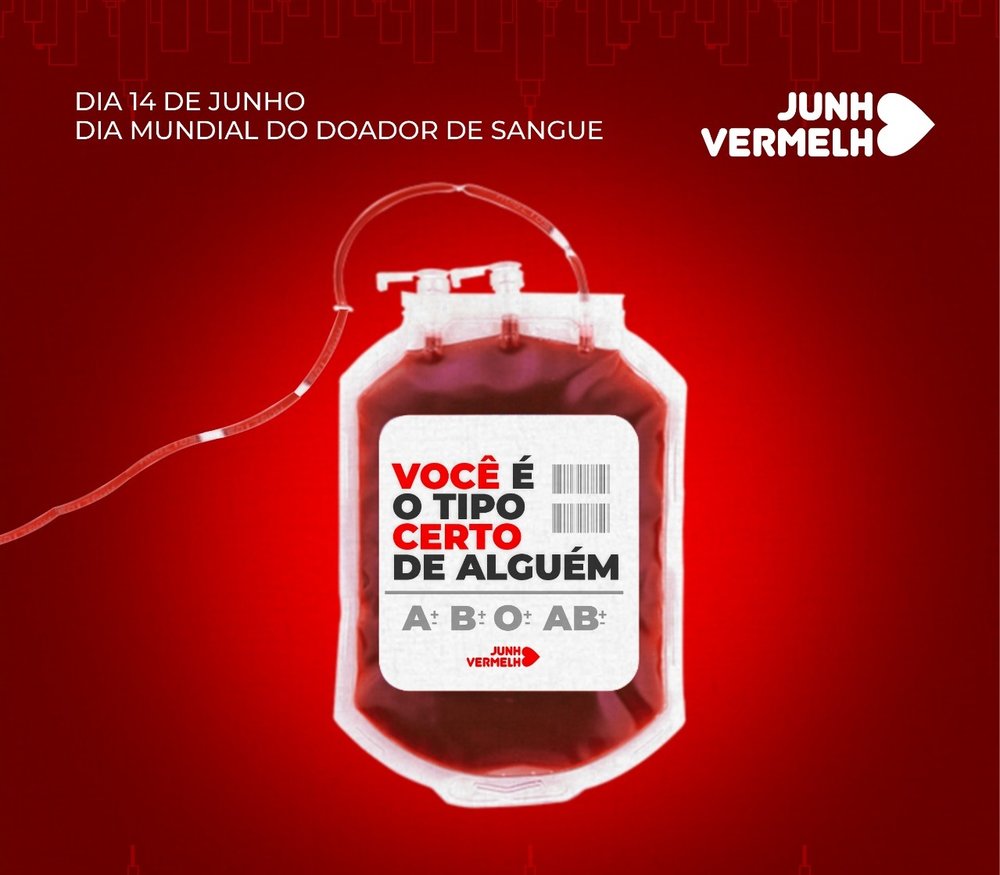 DIA 14 DE JUNHO
DIA MUNDIAL DO DOADOR DE SANGUE
JUNH
VERMELH
VOCÊ É
O TIPO
CERTO
DE ALGUÉM
A+- B+- O+- AB+-
JUNH
VERMELH